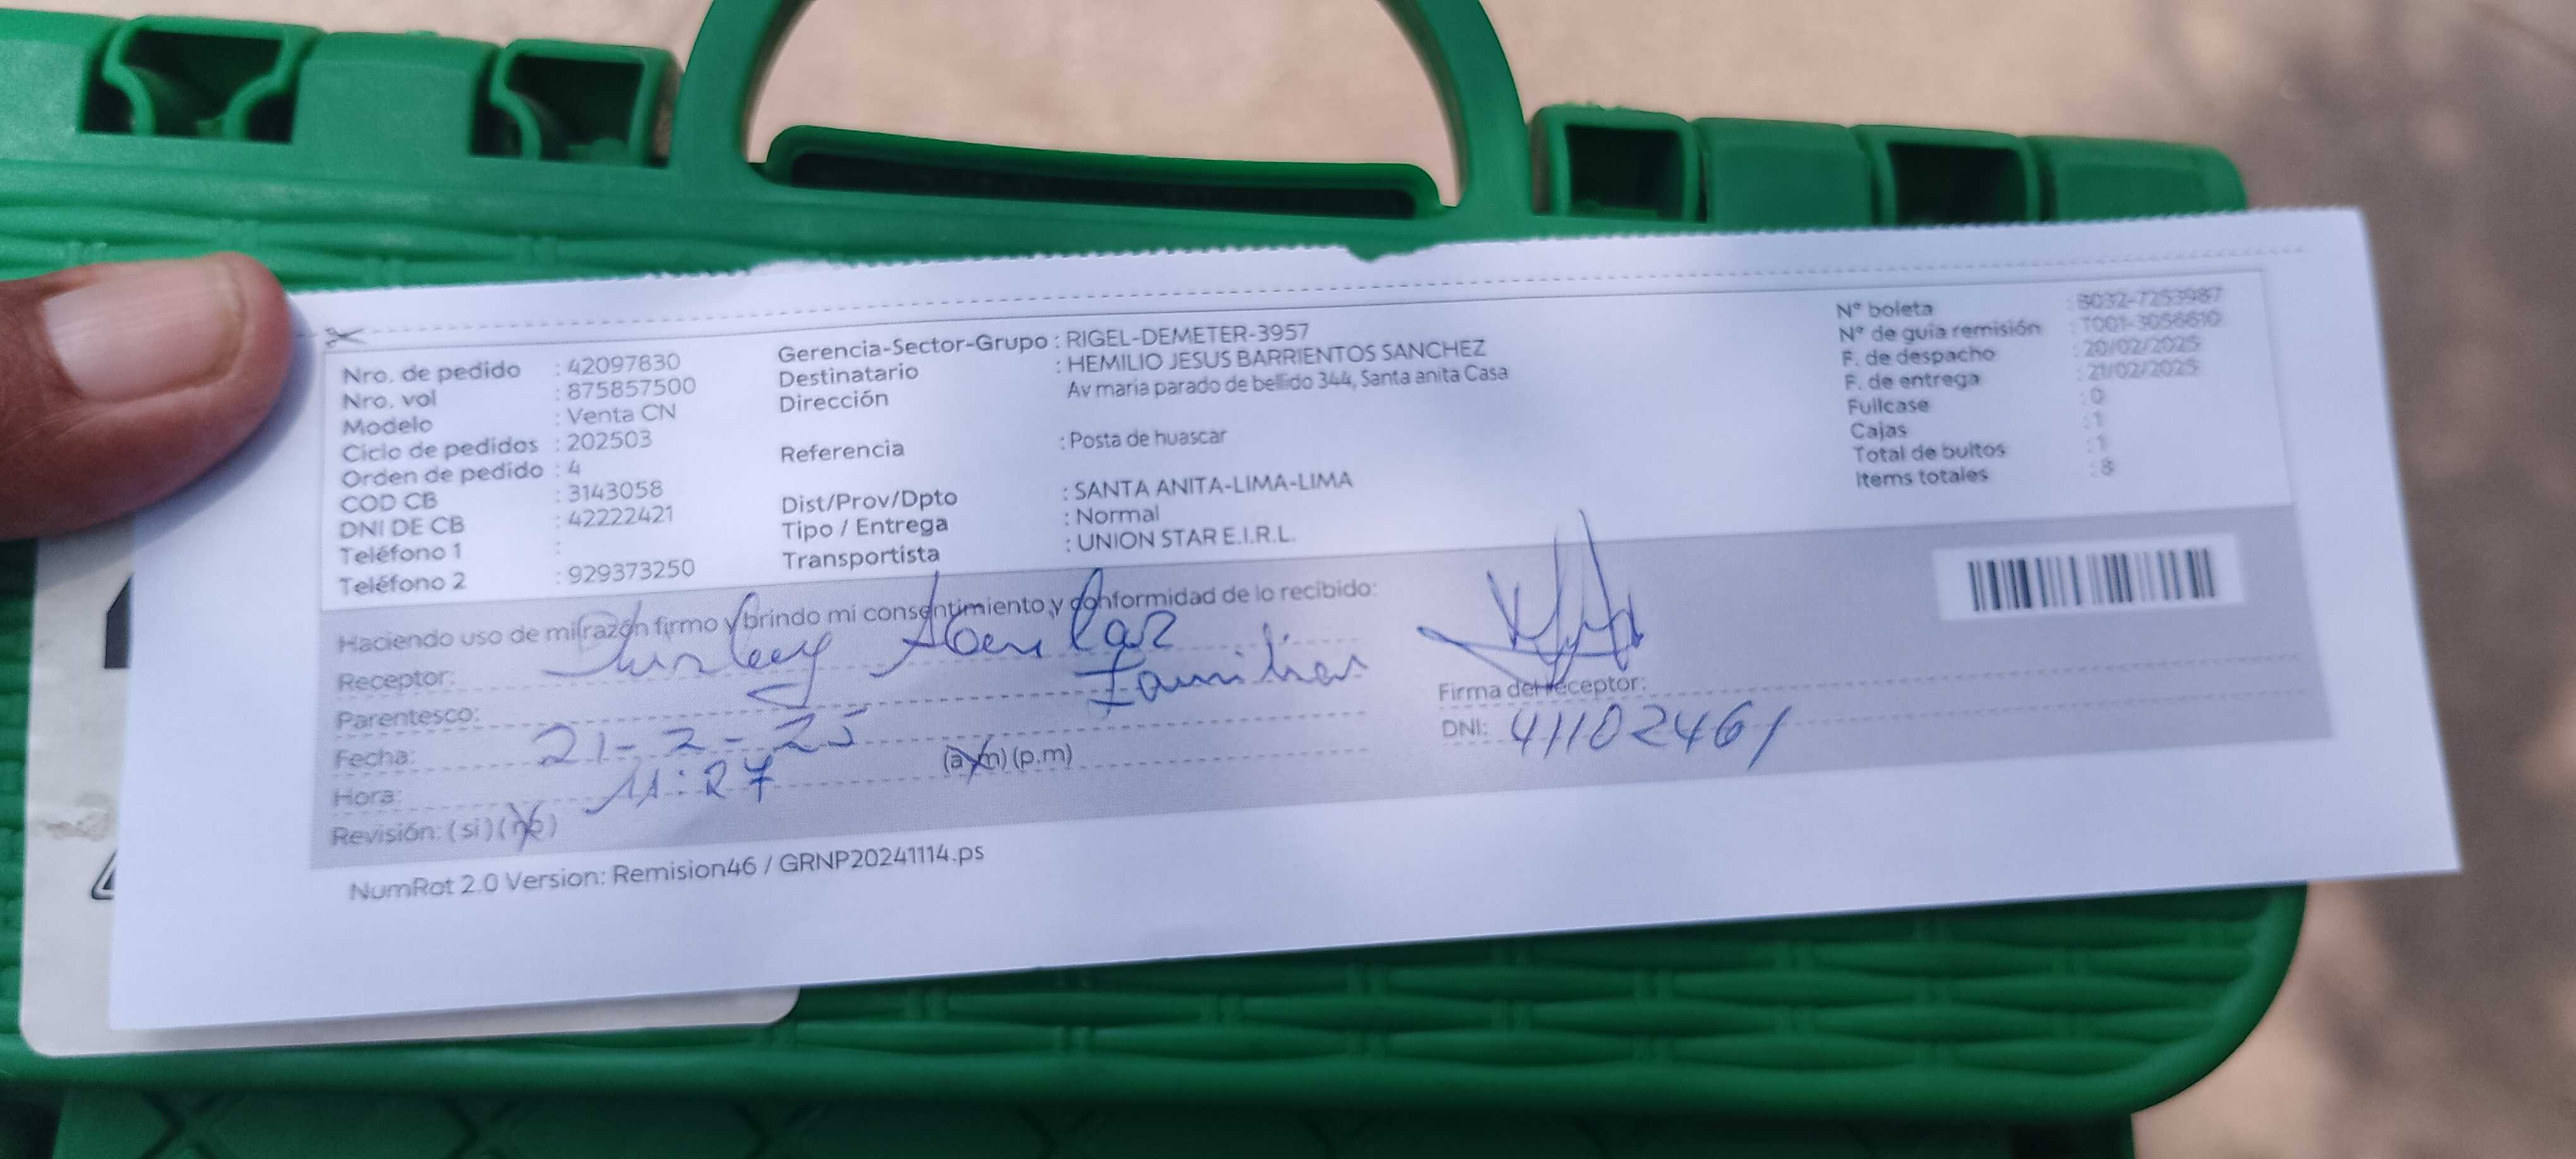 Nro. de pedido : 42097830
Nro. vol : 875857500
Modelo : Venta CN
Ciclo de pedidos : 202503
Orden de pedido : 4
COD CB : 3143058
DNI DE CB : 42222421
Teléfono 1 :
Teléfono 2 : 929373250
Gerencia-Sector-Grupo : RIGEL-DEMETER-3957
Destinatario : HEMILIO JESUS BARRIENTOS SANCHEZ
Dirección Av maria parado de bellido 344, Santa anita Casa
Referencia : Posta de huascar
Dist/Prov/Dpto : SANTA ANITA-LIMA-LIMA
Tipo / Entrega : Normal
Transportista : UNION STAR E.I.R.L.
N° boleta : B032-7253987
N° de guía remisión : T001-3056610
F. de despacho : 20/02/2025
F. de entrega : 21/02/2025
Fullcase : 0
Cajas : 1
Total de bultos : 1
Items totales : 8
Haciendo uso de mi razón firmo y brindo mi consentimiento y conformidad de lo recibido:
Receptor:
Parentesco: Familiar
Fecha: 21-2-25
Hora: 11:27 (a.m) (p.m)
Revisión: (si) (no)
Firma del receptor:
DNI: 41102461
NumRot 2.0 Version: Remision46 / GRNP20241114.ps